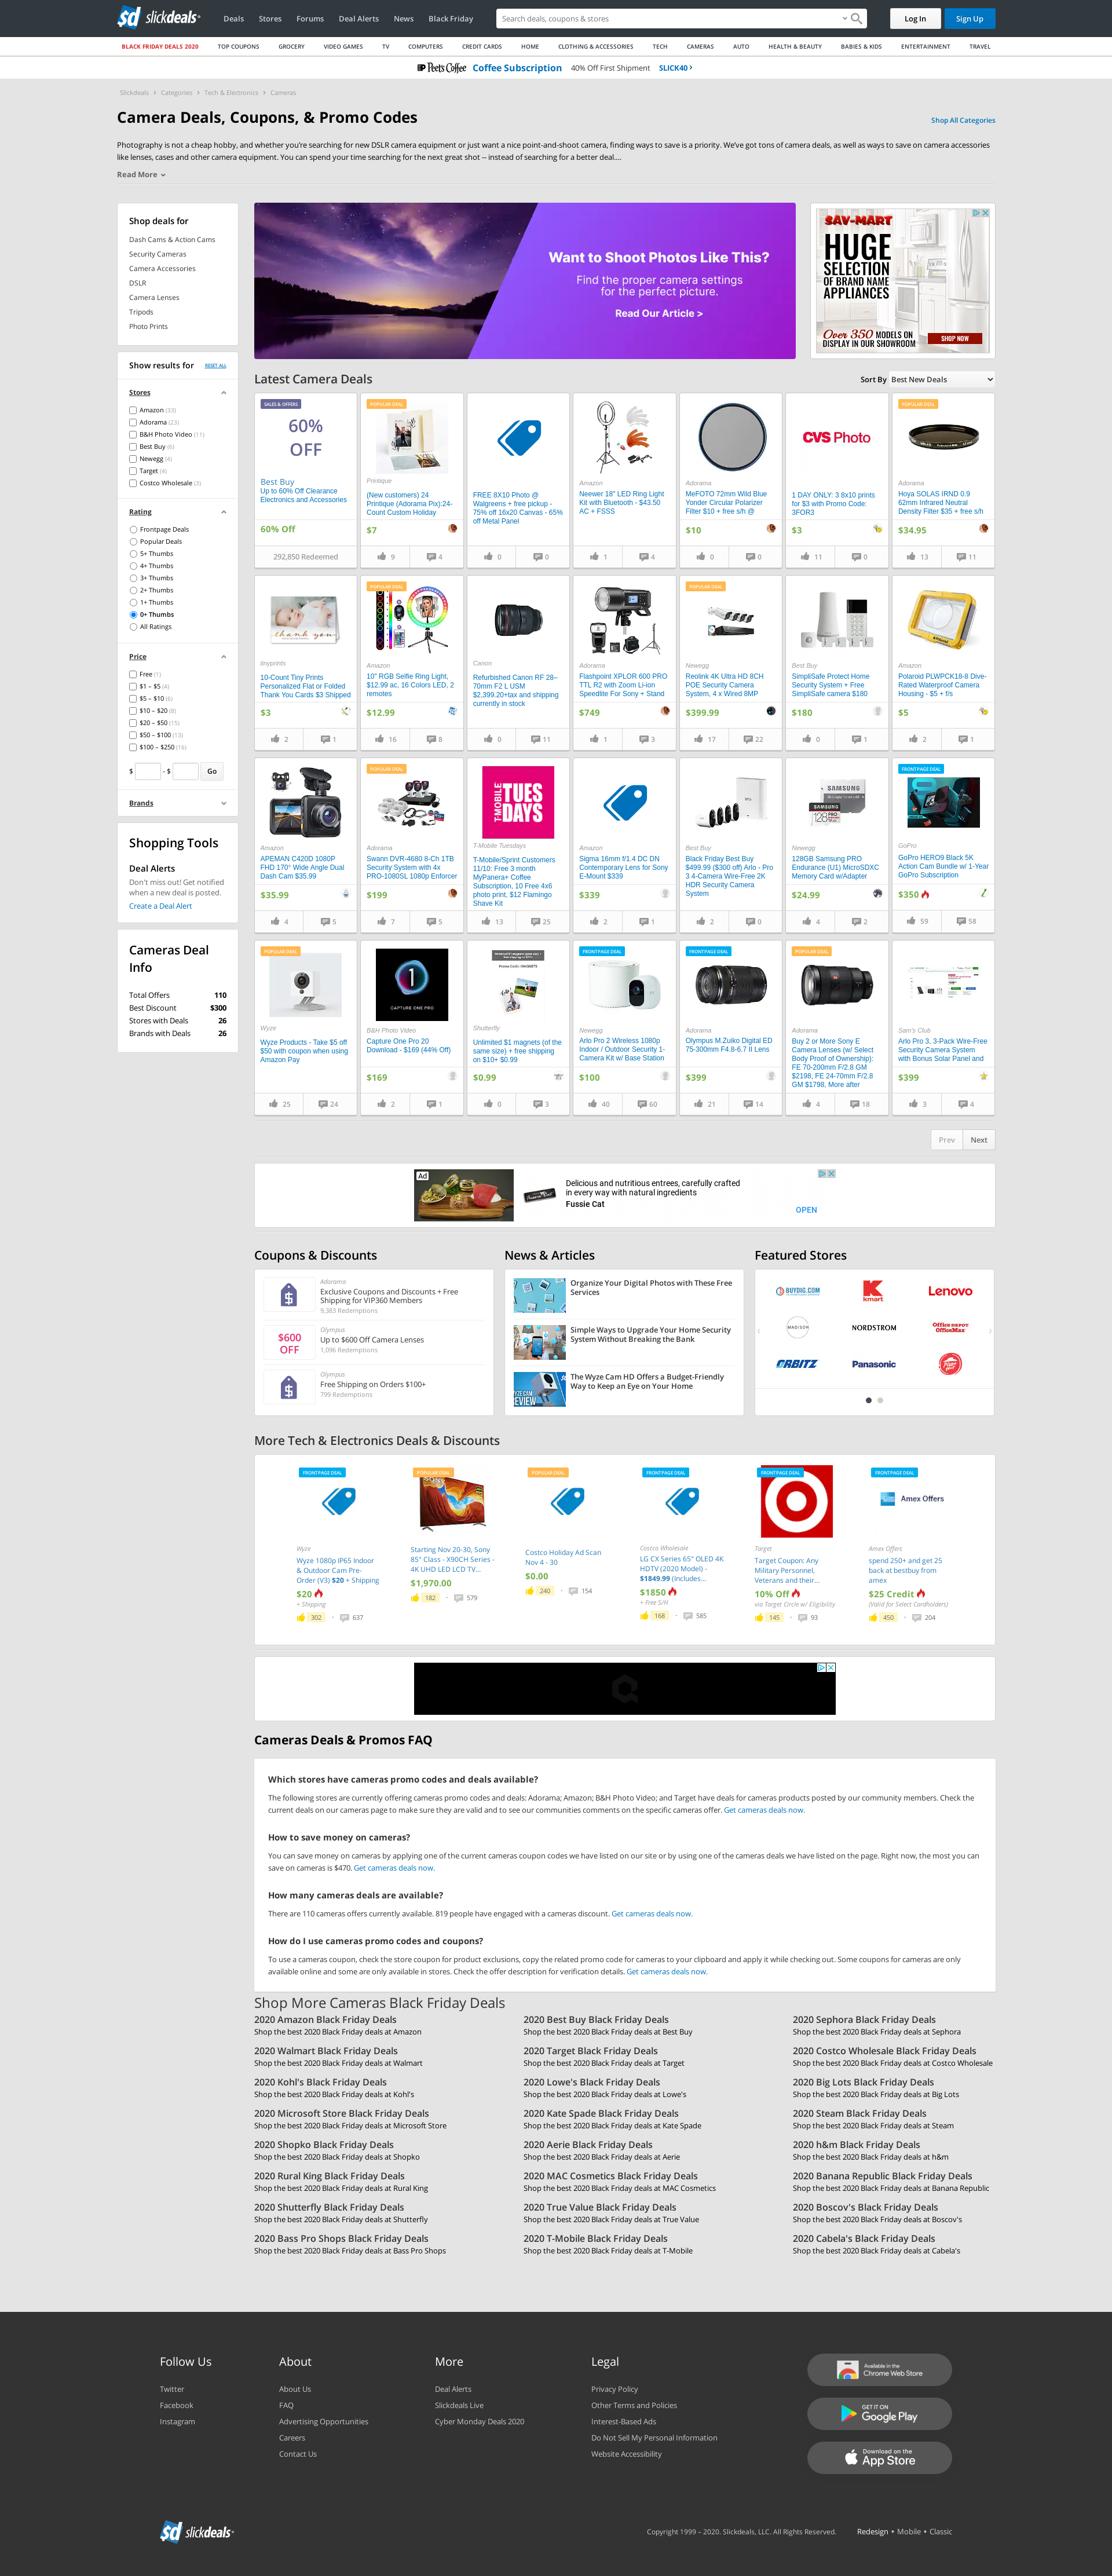 sd slickdeals
Deals Stores Forums Deal Alerts News Black Friday
Search deals, coupons & stores
Log In Sign Up
BLACK FRIDAY DEALS 2020 TOP COUPONS GROCERY VIDEO GAMES TV COMPUTERS CREDIT CARDS HOME CLOTHING & ACCESSORIES TECH CAMERAS AUTO HEALTH & BEAUTY BABIES & KIDS ENTERTAINMENT TRAVEL
Peet's Coffee Coffee Subscription 40% Off First Shipment SLICK40 ›
Slickdeals › Categories › Tech & Electronics › Cameras
Camera Deals, Coupons, & Promo Codes
Shop All Categories
Photography is not a cheap hobby, and whether you're searching for new DSLR camera equipment or just want a nice point-and-shoot camera, finding ways to save is a priority. We've got tons of camera deals, as well as ways to save on camera accessories
like lenses, cases and other camera equipment. You can spend your time searching for the next great shot -- instead of searching for a better deal....
Read More
Shop deals for
Dash Cams & Action Cams
Security Cameras
Camera Accessories
DSLR
Camera Lenses
Tripods
Photo Prints
Show results for RESET ALL
Stores
Amazon (33)
Adorama (23)
B&H Photo Video (11)
Best Buy (6)
Newegg (4)
Target (4)
Costco Wholesale (3)
Rating
Frontpage Deals
Popular Deals
5+ Thumbs
4+ Thumbs
3+ Thumbs
2+ Thumbs
1+ Thumbs
0+ Thumbs
All Ratings
Price
Free (1)
$1 – $5 (4)
$5 – $10 (6)
$10 – $20 (8)
$20 – $50 (15)
$50 – $100 (13)
$100 – $250 (16)
$ - $ Go
Brands
Shopping Tools
Deal Alerts
Don't miss out! Get notified
when a new deal is posted.
Create a Deal Alert
Cameras Deal
Info
Total Offers 110
Best Discount $300
Stores with Deals 26
Brands with Deals 26
Want to Shoot Photos Like This?
Find the proper camera settings
for the perfect picture.
Read Our Article >
SAV-MART
HUGE
SELECTION
OF BRAND NAME
APPLIANCES
Over 350 MODELS ON
DISPLAY IN OUR SHOWROOM
SHOP NOW
Latest Camera Deals
Sort By Best New Deals
SALES & OFFERS
60%
OFF
Best Buy
Up to 60% Off Clearance
Electronics and Accessories
60% Off
292,850 Redeemed
POPULAR DEAL
Printique
(New customers) 24
Printique (Adorama Pix):24-
Count Custom Holiday
$7
9 4
FREE 8X10 Photo @
Walgreens + free pickup -
75% off 16x20 Canvas - 65%
off Metal Panel
0 0
Amazon
Neewer 18" LED Ring Light
Kit with Bluetooth - $43.50
AC + FSSS
1 4
Adorama
MeFOTO 72mm Wild Blue
Yonder Circular Polarizer
Filter $10 + free s/h @
$10
0 0
CVS Photo
1 DAY ONLY: 3 8x10 prints
for $3 with Promo Code:
3FOR3
$3
11 0
POPULAR DEAL
Adorama
Hoya SOLAS IRND 0.9
62mm Infrared Neutral
Density Filter $35 + free s/h
$34.95
13 11
thank you
tinyprints
10-Count Tiny Prints
Personalized Flat or Folded
Thank You Cards $3 Shipped
$3
2 1
POPULAR DEAL
Amazon
10" RGB Selfie Ring Light,
$12.99 ac, 16 Colors LED, 2
remotes
$12.99
16 8
Canon
Refurbished Canon RF 28–
70mm F2 L USM
$2,399.20+tax and shipping
currently in stock
0 11
Adorama
Flashpoint XPLOR 600 PRO
TTL R2 with Zoom Li-ion
Speedlite For Sony + Stand
$749
1 3
POPULAR DEAL
Newegg
Reolink 4K Ultra HD 8CH
POE Security Camera
System, 4 x Wired 8MP
$399.99
17 22
Best Buy
SimpliSafe Protect Home
Security System + Free
SimpliSafe camera $180
$180
0 1
Amazon
Polaroid PLWPCK18-8 Dive-
Rated Waterproof Camera
Housing - $5 + f/s
$5
2 1
Amazon
APEMAN C420D 1080P
FHD 170° Wide Angle Dual
Dash Cam $35.99
$35.99
4 5
POPULAR DEAL
Adorama
Swann DVR-4680 8-Ch 1TB
Security System with 4x
PRO-1080SL 1080p Enforcer
$199
7 5
T-MOBILE
TUES
DAYS
T-Mobile Tuesdays
T-Mobile/Sprint Customers
11/10: Free 3 month
MyPanera+ Coffee
Subscription, 10 Free 4x6
photo print, $12 Flamingo
Shave Kit
13 25
Amazon
Sigma 16mm f/1.4 DC DN
Contemporary Lens for Sony
E-Mount $339
$339
2 1
Best Buy
Black Friday Best Buy
$499.99 ($300 off) Arlo - Pro
3 4-Camera Wire-Free 2K
HDR Security Camera
System
2 0
SAMSUNG
SAMSUNG
128
Newegg
128GB Samsung PRO
Endurance (U1) MicroSDXC
Memory Card w/Adapter
$24.99
4 2
FRONTPAGE DEAL
GoPro
GoPro HERO9 Black 5K
Action Cam Bundle w/ 1-Year
GoPro Subscription
$350
59 58
POPULAR DEAL
Wyze
Wyze Products - Take $5 off
$50 with coupon when using
Amazon Pay
25 24
1
CAPTURE ONE PRO
B&H Photo Video
Capture One Pro 20
Download - $169 (44% Off)
$169
2 1
Shutterfly
Unlimited $1 magnets (of the
same size) + free shipping
on $10+ $0.99
$0.99
0 3
FRONTPAGE DEAL
Newegg
Arlo Pro 2 Wireless 1080p
Indoor / Outdoor Security 1-
Camera Kit w/ Base Station
$100
40 60
FRONTPAGE DEAL
Adorama
Olympus M.Zuiko Digital ED
75-300mm F4.8-6.7 II Lens
$399
21 14
POPULAR DEAL
Adorama
Buy 2 or More Sony E
Camera Lenses (w/ Select
Body Proof of Ownership):
FE 70-200mm F/2.8 GM
$2198, FE 24-70mm F/2.8
GM $1798, More after
4 18
Sam's Club
Arlo Pro 3, 3-Pack Wire-Free
Security Camera System
with Bonus Solar Panel and
$399
3 4
Prev Next
Ad
Delicious and nutritious entrees, carefully crafted
in every way with natural ingredients
Fussie Cat
OPEN
Coupons & Discounts
Adorama
Exclusive Coupons and Discounts + Free
Shipping for VIP360 Members
9,383 Redemptions
$600
OFF
Olympus
Up to $600 Off Camera Lenses
1,096 Redemptions
Olympus
Free Shipping on Orders $100+
799 Redemptions
News & Articles
Organize Your Digital Photos with These Free
Services
Simple Ways to Upgrade Your Home Security
System Without Breaking the Bank
The Wyze Cam HD Offers a Budget-Friendly
Way to Keep an Eye on Your Home
Featured Stores
BUYDIG.COM
Kmart
Lenovo
MADISON
NORDSTROM
Office DEPOT
OfficeMax
ORBITZ
Panasonic
Pizza Hut
More Tech & Electronics Deals & Discounts
FRONTPAGE DEAL
Wyze
Wyze 1080p IP65 Indoor
& Outdoor Cam Pre-
Order (V3) $20 + Shipping
$20
+ Shipping
302 637
POPULAR DEAL
Starting Nov 20-30, Sony
85" Class - X90CH Series -
4K UHD LED LCD TV...
$1,970.00
182 579
POPULAR DEAL
Costco Holiday Ad Scan
Nov 4 - 30
$0.00
240 154
FRONTPAGE DEAL
Costco Wholesale
LG CX Series 65" OLED 4K
HDTV (2020 Model) -
$1849.99 (Includes...
$1850
+ Free S/H
168 585
FRONTPAGE DEAL
Target
Target Coupon: Any
Military Personnel,
Veterans and their...
10% Off
via Target Circle w/ Eligibility
145 93
FRONTPAGE DEAL
Amex Offers
Amex Offers
spend 250+ and get 25
back at bestbuy from
amex
$25 Credit
(Valid for Select Cardholders)
450 204
Cameras Deals & Promos FAQ
Which stores have cameras promo codes and deals available?
The following stores are currently offering cameras promo codes and deals: Adorama; Amazon; B&H Photo Video; and Target have deals for cameras products posted by our community members. Check the
current deals on our cameras page to make sure they are valid and to see our communities comments on the specific cameras offer. Get cameras deals now.
How to save money on cameras?
You can save money on cameras by applying one of the current cameras coupon codes we have listed on our site or by using one of the cameras deals we have listed on the page. Right now, the most you can
save on cameras is $470. Get cameras deals now.
How many cameras deals are available?
There are 110 cameras offers currently available. 819 people have engaged with a cameras discount. Get cameras deals now.
How do I use cameras promo codes and coupons?
To use a cameras coupon, check the store coupon for product exclusions, copy the related promo code for cameras to your clipboard and apply it while checking out. Some coupons for cameras are only
available online and some are only available in stores. Check the offer description for verification details. Get cameras deals now.
Shop More Cameras Black Friday Deals
2020 Amazon Black Friday Deals
Shop the best 2020 Black Friday deals at Amazon
2020 Best Buy Black Friday Deals
Shop the best 2020 Black Friday deals at Best Buy
2020 Sephora Black Friday Deals
Shop the best 2020 Black Friday deals at Sephora
2020 Walmart Black Friday Deals
Shop the best 2020 Black Friday deals at Walmart
2020 Target Black Friday Deals
Shop the best 2020 Black Friday deals at Target
2020 Costco Wholesale Black Friday Deals
Shop the best 2020 Black Friday deals at Costco Wholesale
2020 Kohl's Black Friday Deals
Shop the best 2020 Black Friday deals at Kohl's
2020 Lowe's Black Friday Deals
Shop the best 2020 Black Friday deals at Lowe's
2020 Big Lots Black Friday Deals
Shop the best 2020 Black Friday deals at Big Lots
2020 Microsoft Store Black Friday Deals
Shop the best 2020 Black Friday deals at Microsoft Store
2020 Kate Spade Black Friday Deals
Shop the best 2020 Black Friday deals at Kate Spade
2020 Steam Black Friday Deals
Shop the best 2020 Black Friday deals at Steam
2020 Shopko Black Friday Deals
Shop the best 2020 Black Friday deals at Shopko
2020 Aerie Black Friday Deals
Shop the best 2020 Black Friday deals at Aerie
2020 h&m Black Friday Deals
Shop the best 2020 Black Friday deals at h&m
2020 Rural King Black Friday Deals
Shop the best 2020 Black Friday deals at Rural King
2020 MAC Cosmetics Black Friday Deals
Shop the best 2020 Black Friday deals at MAC Cosmetics
2020 Banana Republic Black Friday Deals
Shop the best 2020 Black Friday deals at Banana Republic
2020 Shutterfly Black Friday Deals
Shop the best 2020 Black Friday deals at Shutterfly
2020 True Value Black Friday Deals
Shop the best 2020 Black Friday deals at True Value
2020 Boscov's Black Friday Deals
Shop the best 2020 Black Friday deals at Boscov's
2020 Bass Pro Shops Black Friday Deals
Shop the best 2020 Black Friday deals at Bass Pro Shops
2020 T-Mobile Black Friday Deals
Shop the best 2020 Black Friday deals at T-Mobile
2020 Cabela's Black Friday Deals
Shop the best 2020 Black Friday deals at Cabela's
Follow Us
Twitter
Facebook
Instagram
About
About Us
FAQ
Advertising Opportunities
Careers
Contact Us
More
Deal Alerts
Slickdeals Live
Cyber Monday Deals 2020
Legal
Privacy Policy
Other Terms and Policies
Interest-Based Ads
Do Not Sell My Personal Information
Website Accessibility
Available in the
Chrome Web Store
GET IT ON
Google Play
Download on the
App Store
sd slickdeals
Copyright 1999 – 2020. Slickdeals, LLC. All Rights Reserved. Redesign • Mobile • Classic